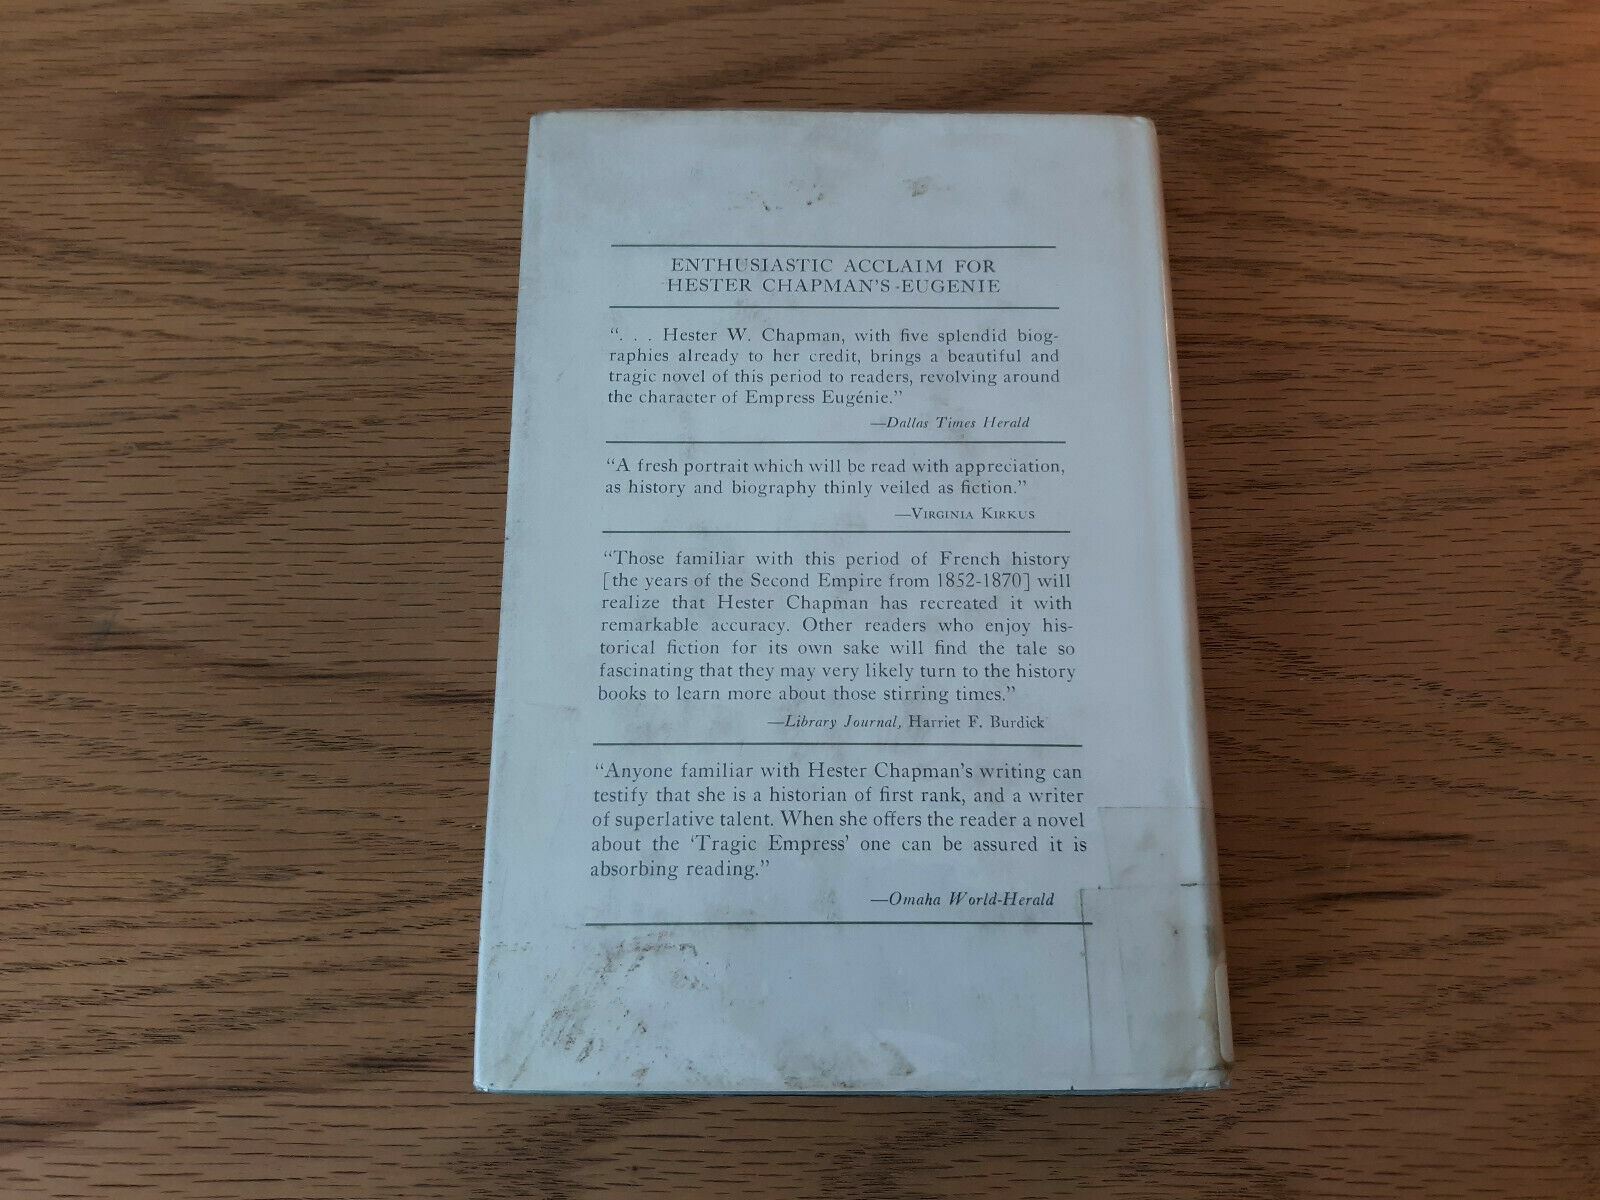 ENTHUSIASTIC ACCLAIM FOR
HESTER CHAPMAN'S EUGENIE
". . . Hester W. Chapman, with five splendid biog-
raphies already to her credit, brings a beautiful and
tragic novel of this period to readers, revolving around
the character of Empress Eugénie."
—Dallas Times Herald
"A fresh portrait which will be read with appreciation,
as history and biography thinly veiled as fiction."
—VIRGINIA KIRKUS
"Those familiar with this period of French history
[the years of the Second Empire from 1852-1870] will
realize that Hester Chapman has recreated it with
remarkable accuracy. Other readers who enjoy his-
torical fiction for its own sake will find the tale so
fascinating that they may very likely turn to the history
books to learn more about those stirring times."
—Library Journal, Harriet F. Burdick
"Anyone familiar with Hester Chapman's writing can
testify that she is a historian of first rank, and a writer
of superlative talent. When she offers the reader a novel
about the 'Tragic Empress' one can be assured it is
absorbing reading."
—Omaha World-Herald